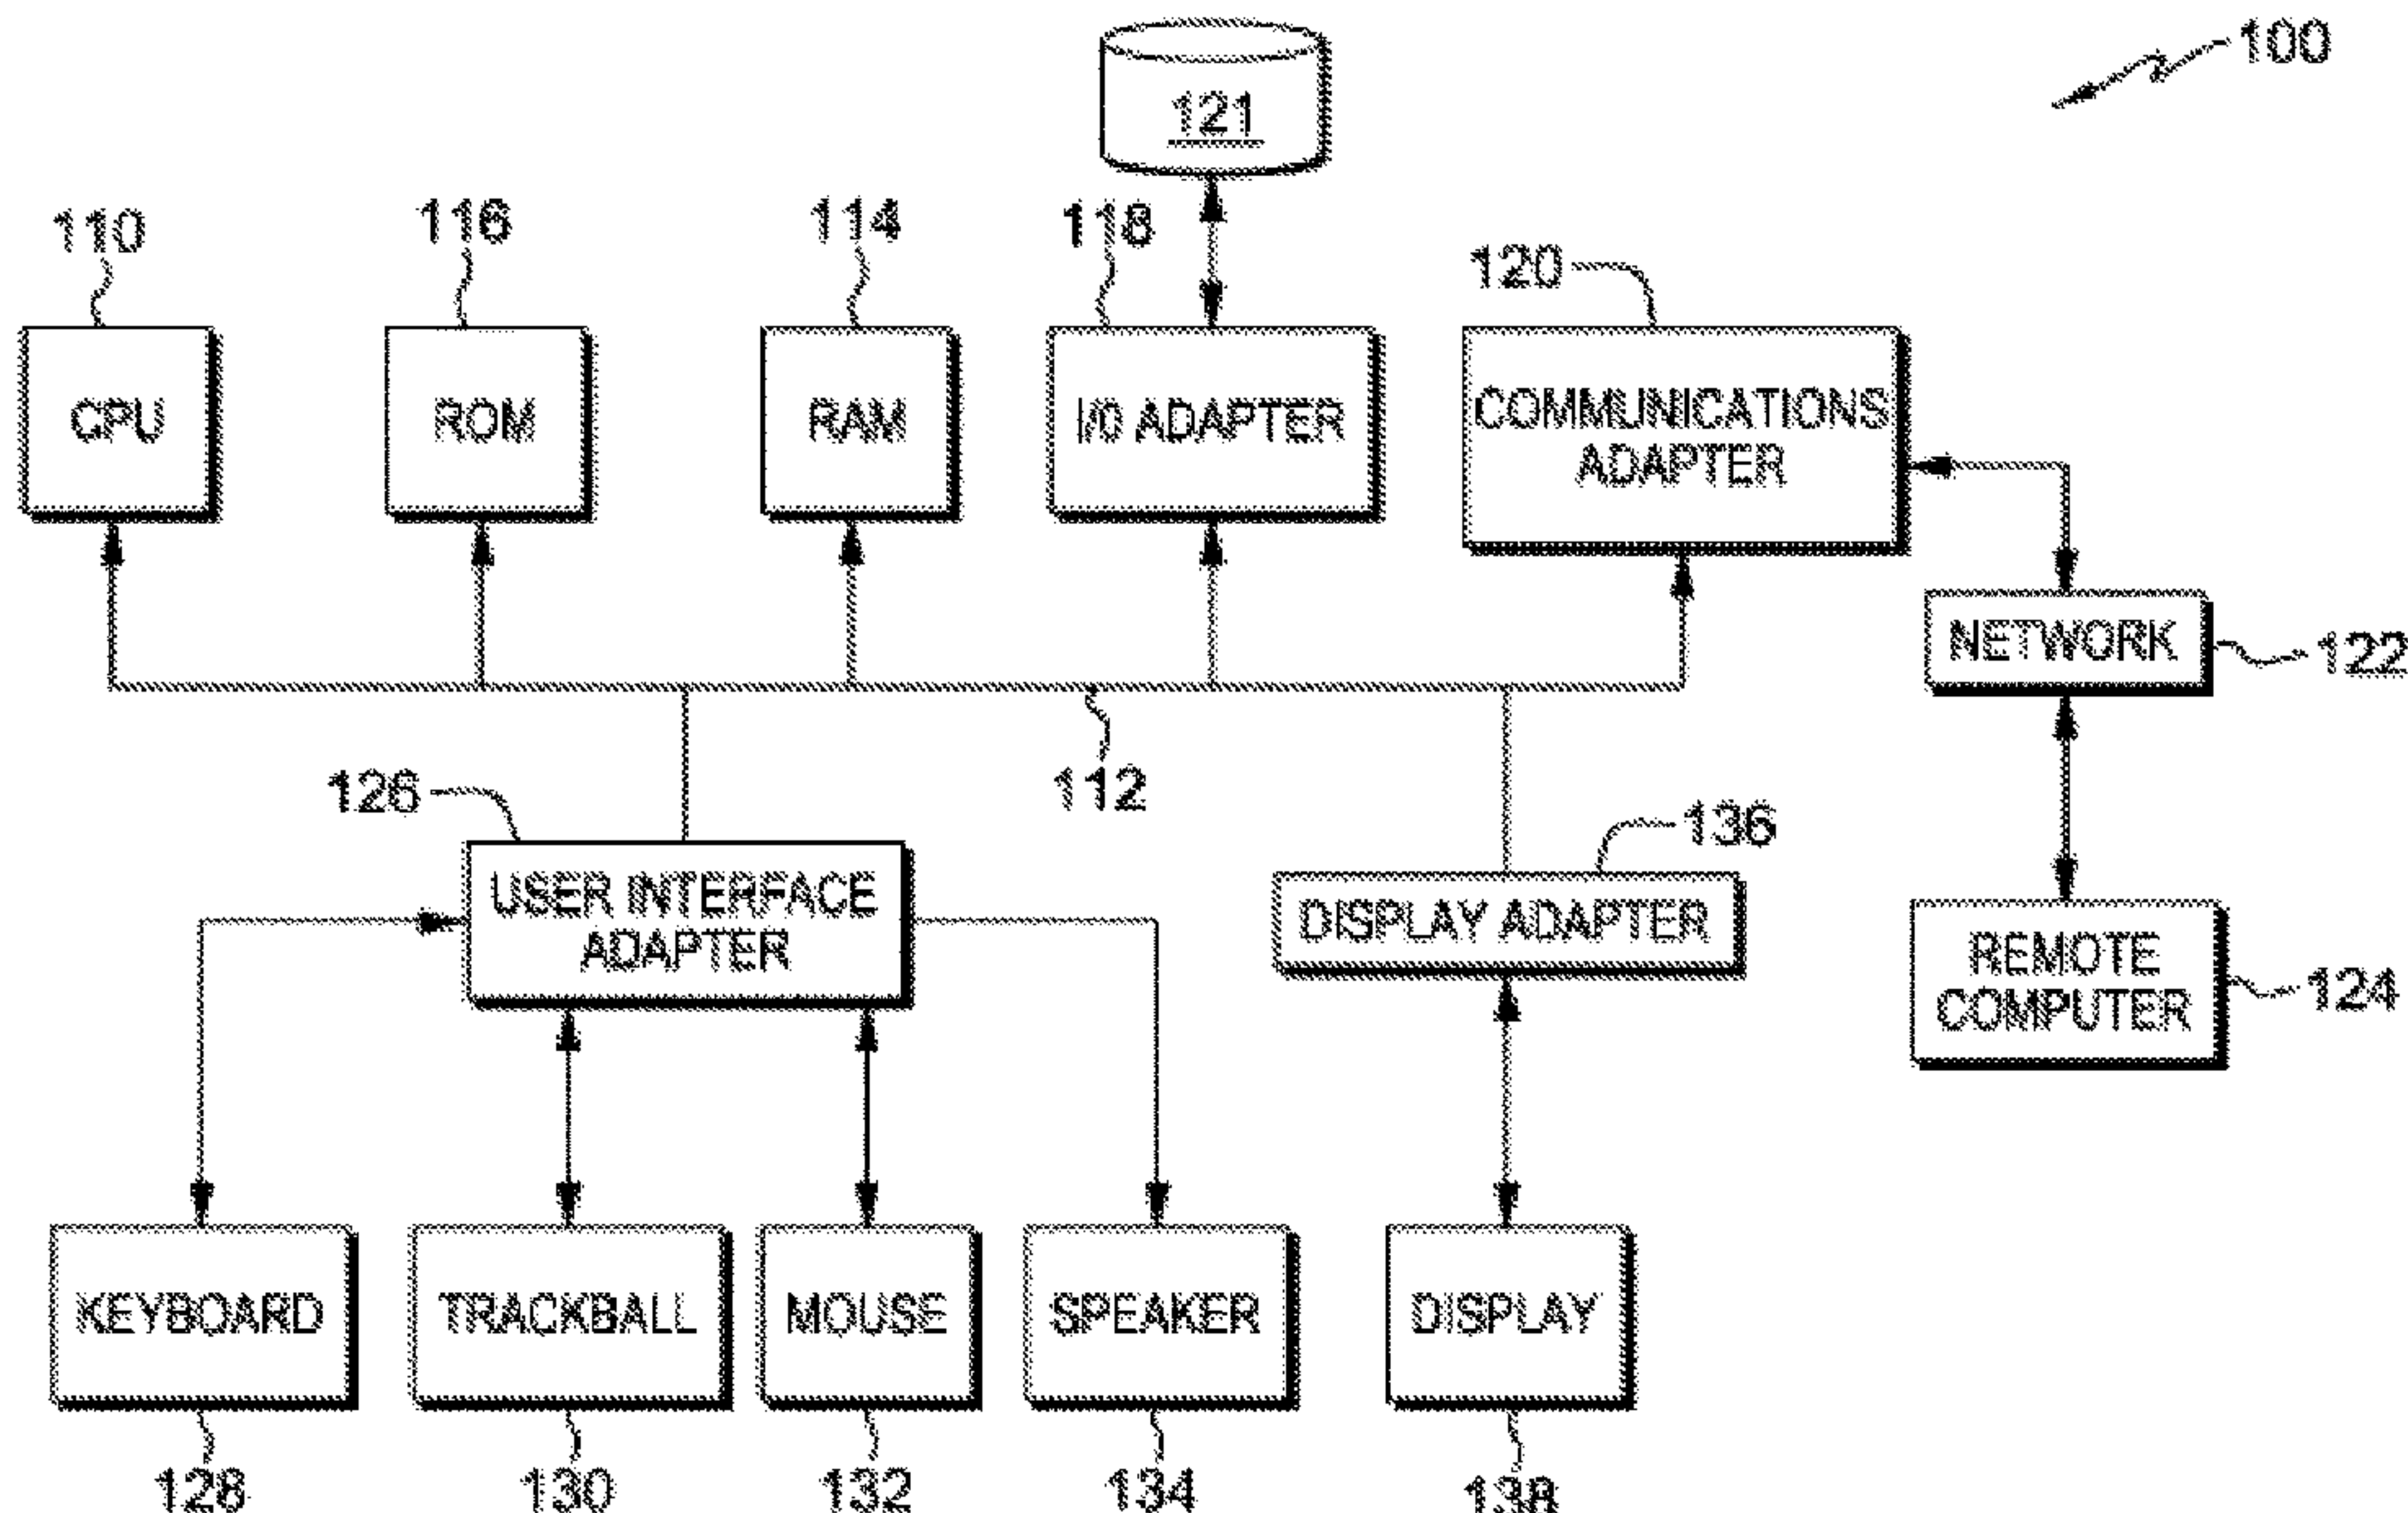 100
121
110
116
114
118
120
CPU
ROM
RAM
I/0 ADAPTER
COMMUNICATIONS
ADAPTER
NETWORK
122
112
126
136
USER INTERFACE
ADAPTER
DISPLAY ADAPTER
REMOTE
COMPUTER
124
KEYBOARD
TRACKBALL
MOUSE
SPEAKER
DISPLAY
128
130
132
134
138